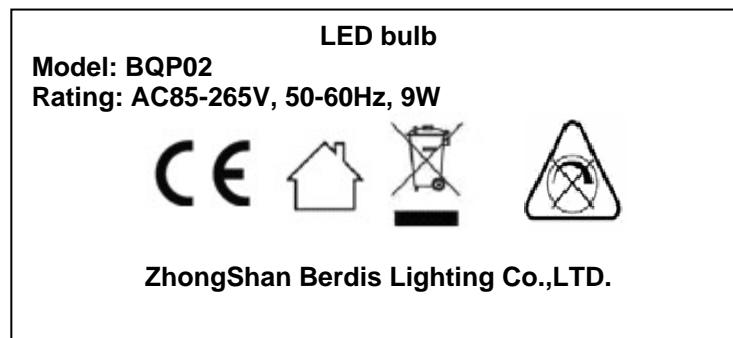 LED bulb
Model: BQP02
Rating: AC85-265V, 50-60Hz, 9W
CE
ZhongShan Berdis Lighting Co.,LTD.